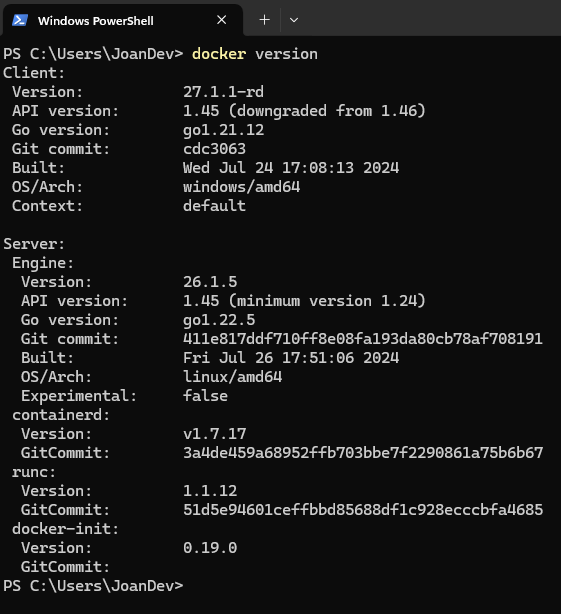 Windows PowerShell
PS C:\Users\JoanDev> docker version
Client:
 Version:           27.1.1-rd
 API version:       1.45 (downgraded from 1.46)
 Go version:        go1.21.12
 Git commit:        cdc3063
 Built:             Wed Jul 24 17:08:13 2024
 OS/Arch:           windows/amd64
 Context:           default

Server:
 Engine:
  Version:          26.1.5
  API version:      1.45 (minimum version 1.24)
  Go version:       go1.22.5
  Git commit:       411e817ddf710ff8e08fa193da80cb78af708191
  Built:            Fri Jul 26 17:51:06 2024
  OS/Arch:          linux/amd64
  Experimental:     false
 containerd:
  Version:          v1.7.17
  GitCommit:        3a4de459a68952ffb703bbe7f2290861a75b6b67
 runc:
  Version:          1.1.12
  GitCommit:        51d5e94601ceffbbd85688df1c928ecccbfa4685
 docker-init:
  Version:          0.19.0
  GitCommit:
PS C:\Users\JoanDev>